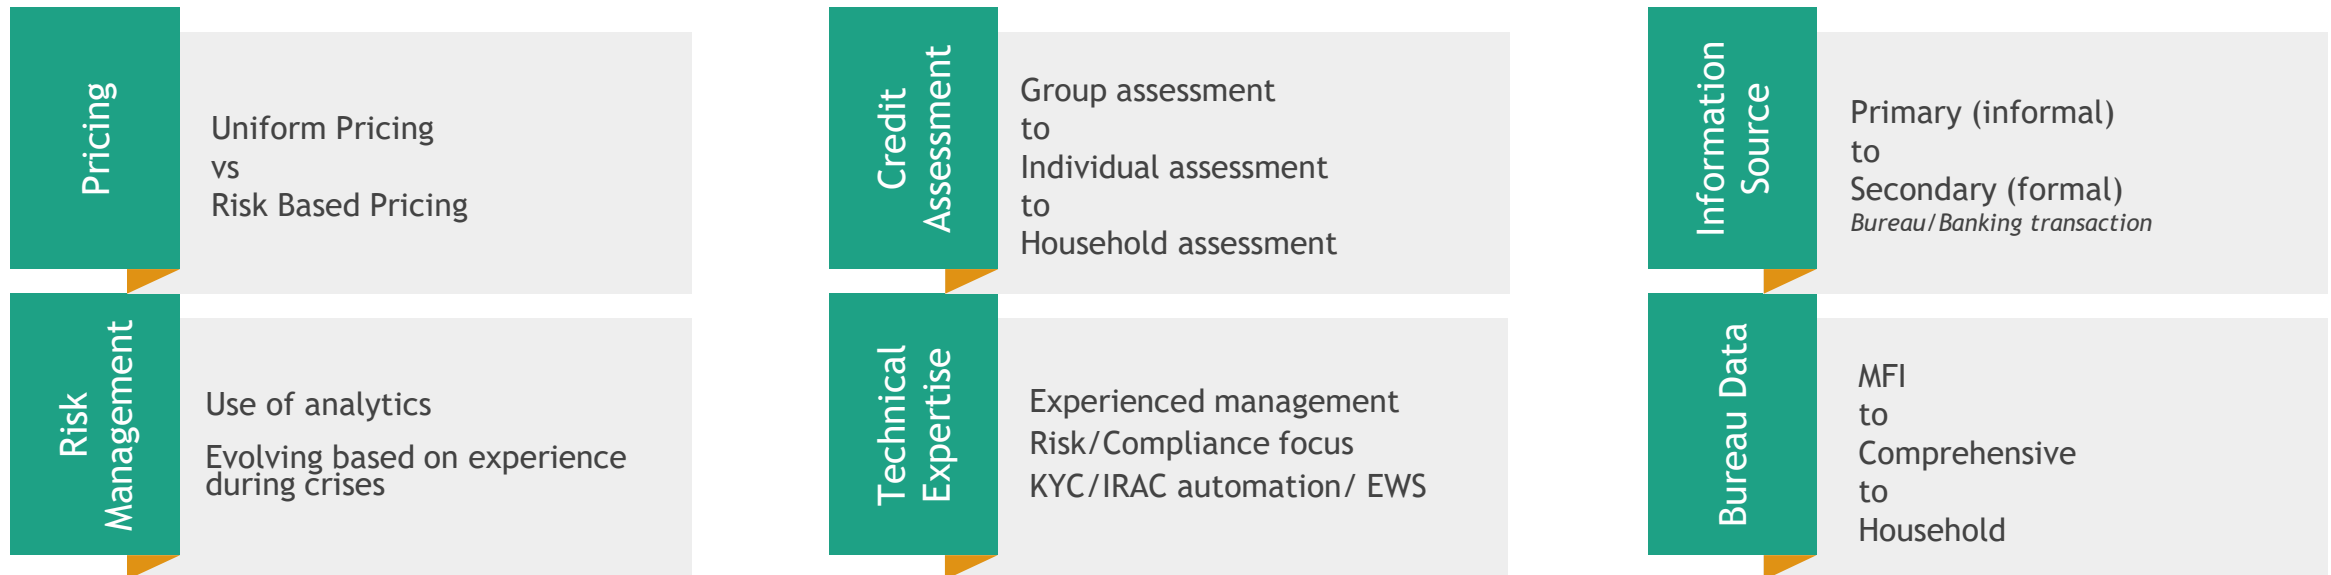 Pricing
Uniform Pricing
vs
Risk Based Pricing
Credit
Assessment
Group assessment
to
Individual assessment
to
Household assessment
Information
Source
Primary (informal)
to
Secondary (formal)
Bureau/Banking transaction
Risk
Management
Use of analytics
Evolving based on experience
during crises
Technical
Expertise
Experienced management
Risk/Compliance focus
KYC/IRAC automation/ EWS
Bureau Data
MFI
to
Comprehensive
to
Household